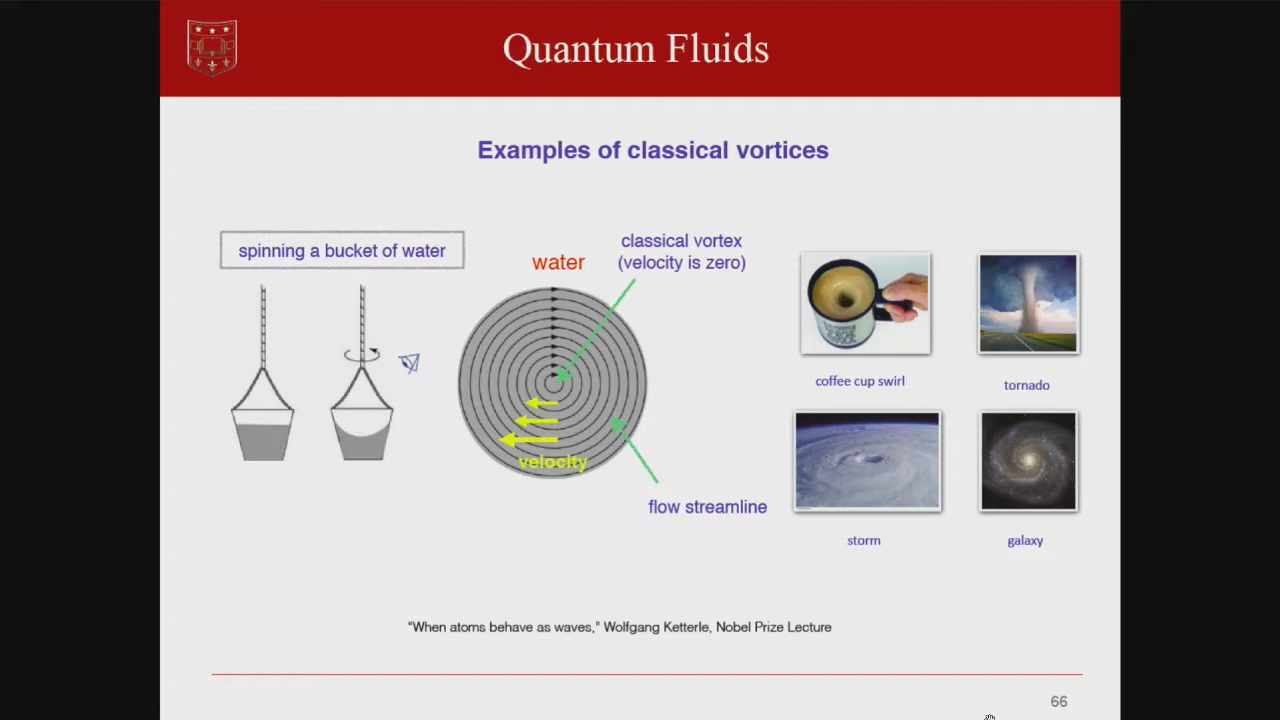 Quantum Fluids
Examples of classical vortices
spinning a bucket of water
water
classical vortex
(velocity is zero)
velocity
flow streamline
coffee cup swirl
tornado
storm
galaxy
"When atoms behave as waves," Wolfgang Ketterle, Nobel Prize Lecture
66